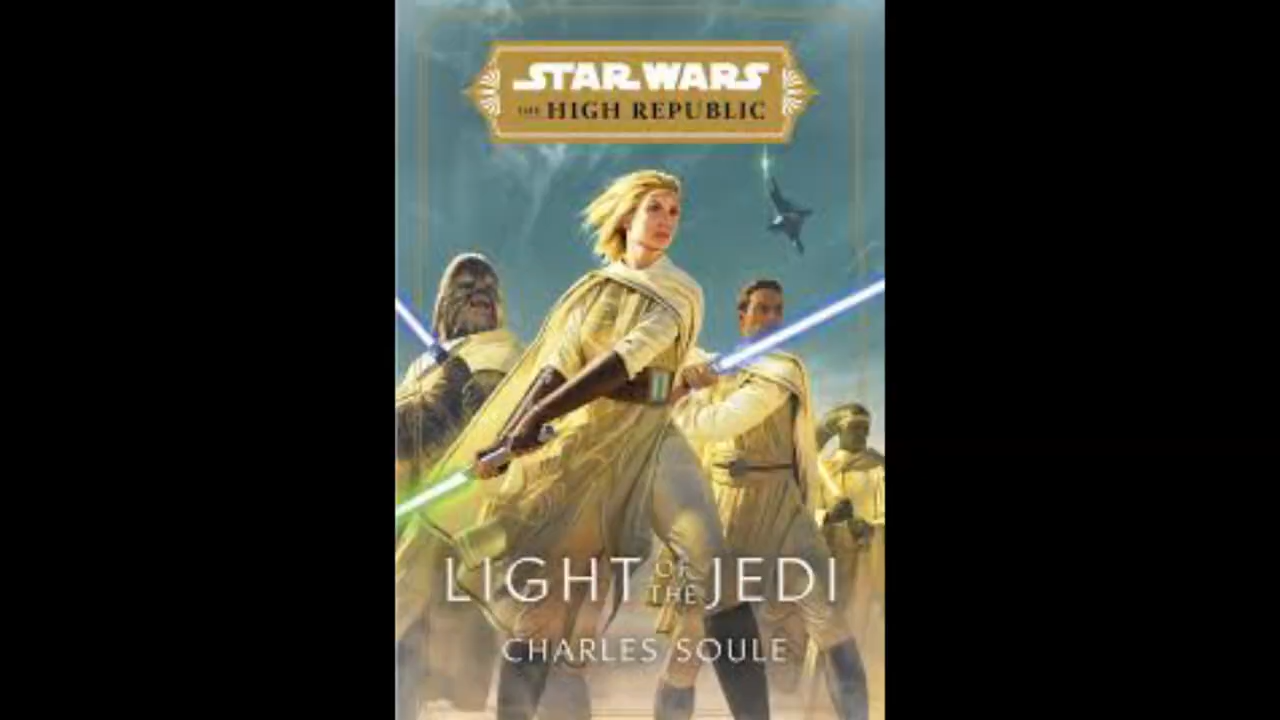 STAR WARS
THE HIGH REPUBLIC
LIGHT OF THE JEDI
CHARLES SOULE